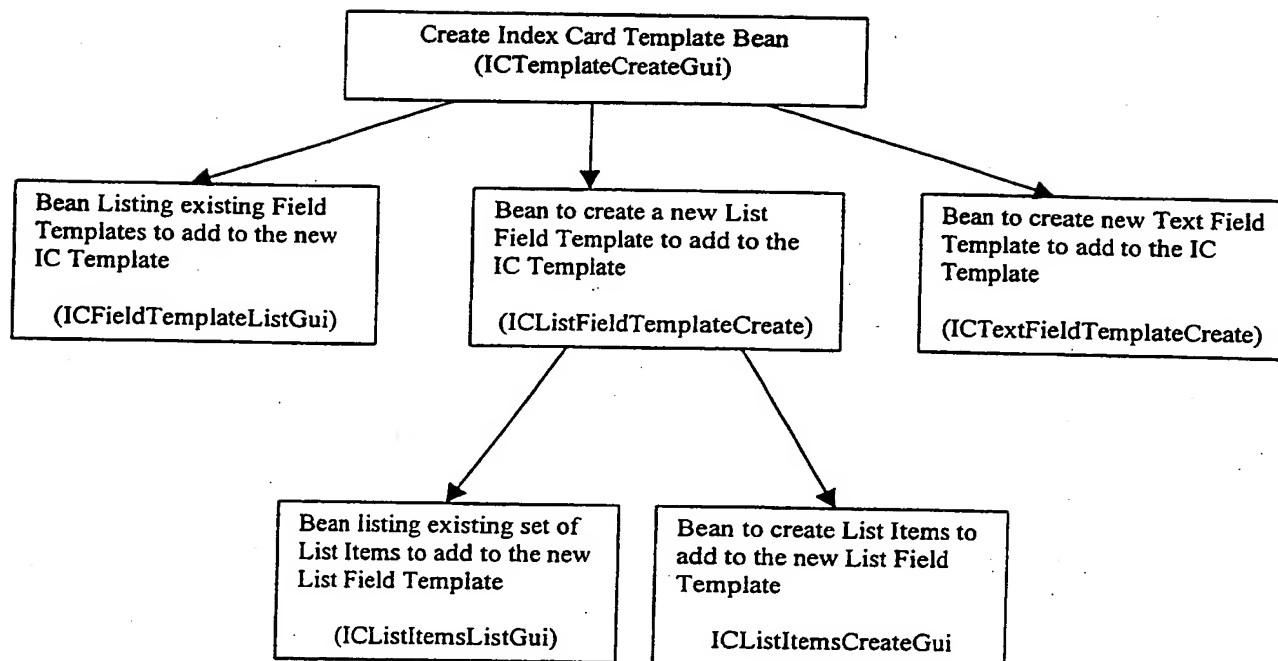 Create Index Card Template Bean
(ICTemplateCreateGui)
Bean Listing existing Field
Templates to add to the new
IC Template
(ICFieldTemplateListGui)
Bean to create a new List
Field Template to add to the
IC Template
(ICListFieldTemplateCreate)
Bean to create new Text Field
Template to add to the IC
Template
(ICTextFieldTemplateCreate)
Bean listing existing set of
List Items to add to the new
List Field Template
(ICListItemsListGui)
Bean to create List Items to
add to the new List Field
Template
ICListItemsCreateGui